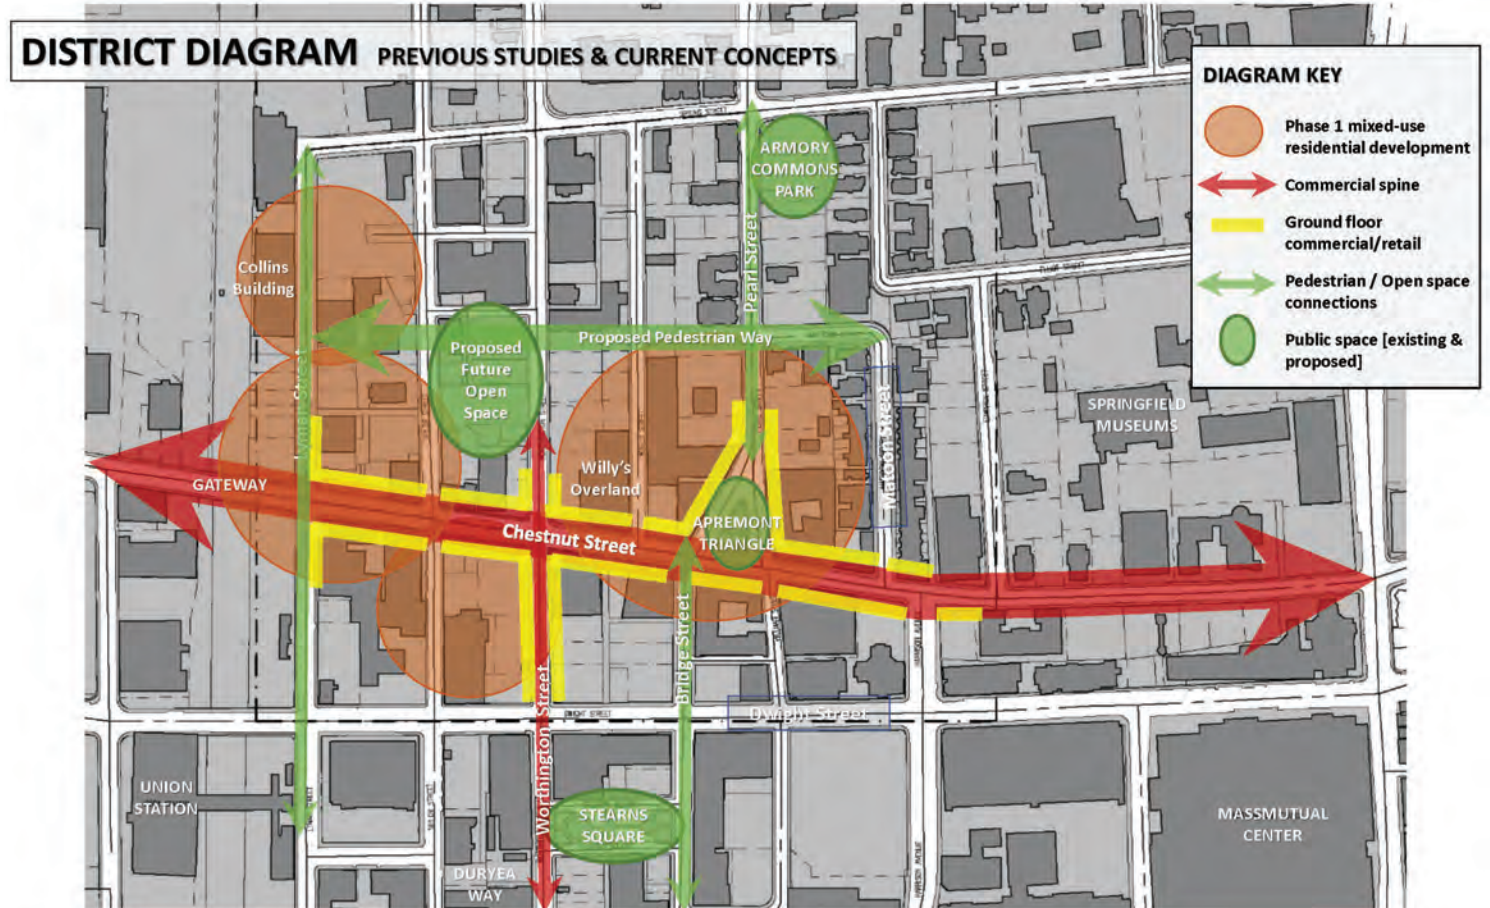 DISTRICT DIAGRAM PREVIOUS STUDIES & CURRENT CONCEPTS
DIAGRAM KEY
Phase 1 mixed-use
residential development
Commercial spine
Ground floor
commercial/retail
Pedestrian / Open space
connections
Public space [existing &
proposed]
ARMORY
COMMONS
PARK
Pearl Street
Collins
Building
Proposed Pedestrian Way
Proposed
Future
Open
Space
Lyman Street
Matoon Street
SPRINGFIELD
MUSEUMS
GATEWAY
Willy's
Overland
Chestnut Street
APREMONT
TRIANGLE
Bridge Street
Worthington Street
DWIGHT STREET
Dwight Street
UNION
STATION
STEARNS
SQUARE
MASSMUTUAL
CENTER
DURYEA
WAY